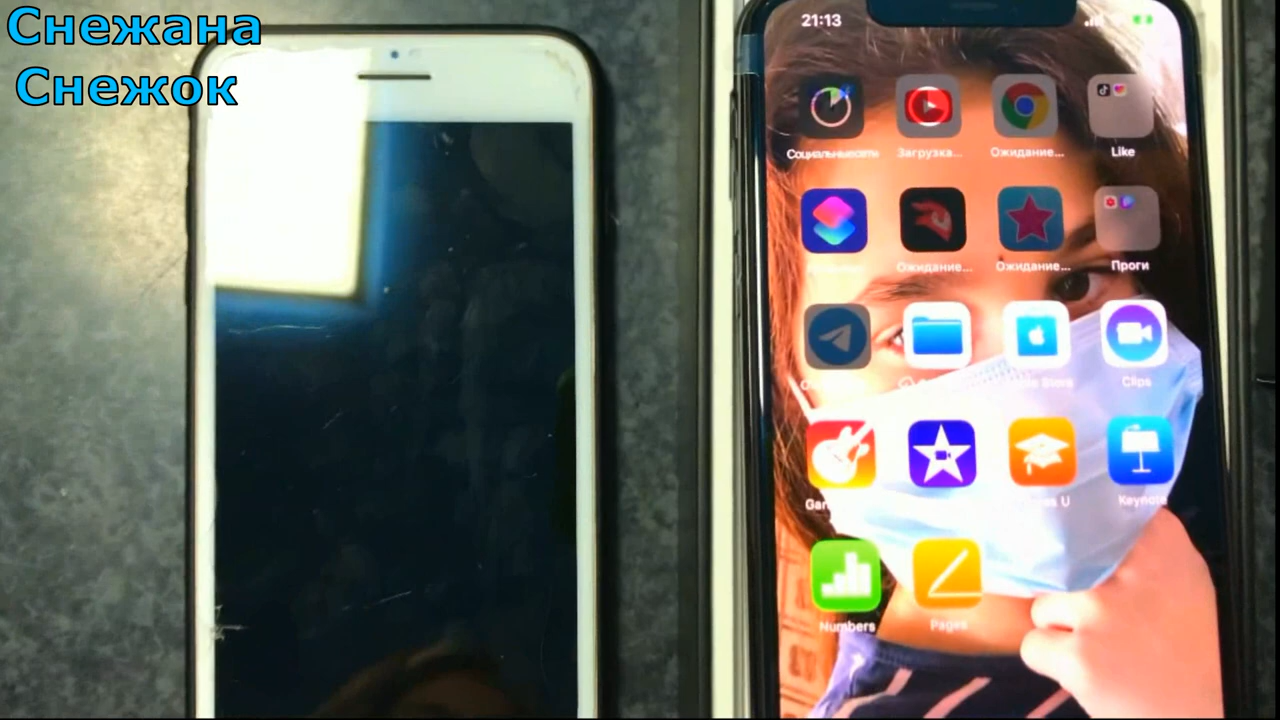 Снежана
Снежок
21:13
Социальные сети
Загрузка...
Ожидание...
Like
Ожидание...
Ожидание...
Проги
Clips
Keynote
Numbers
Pages